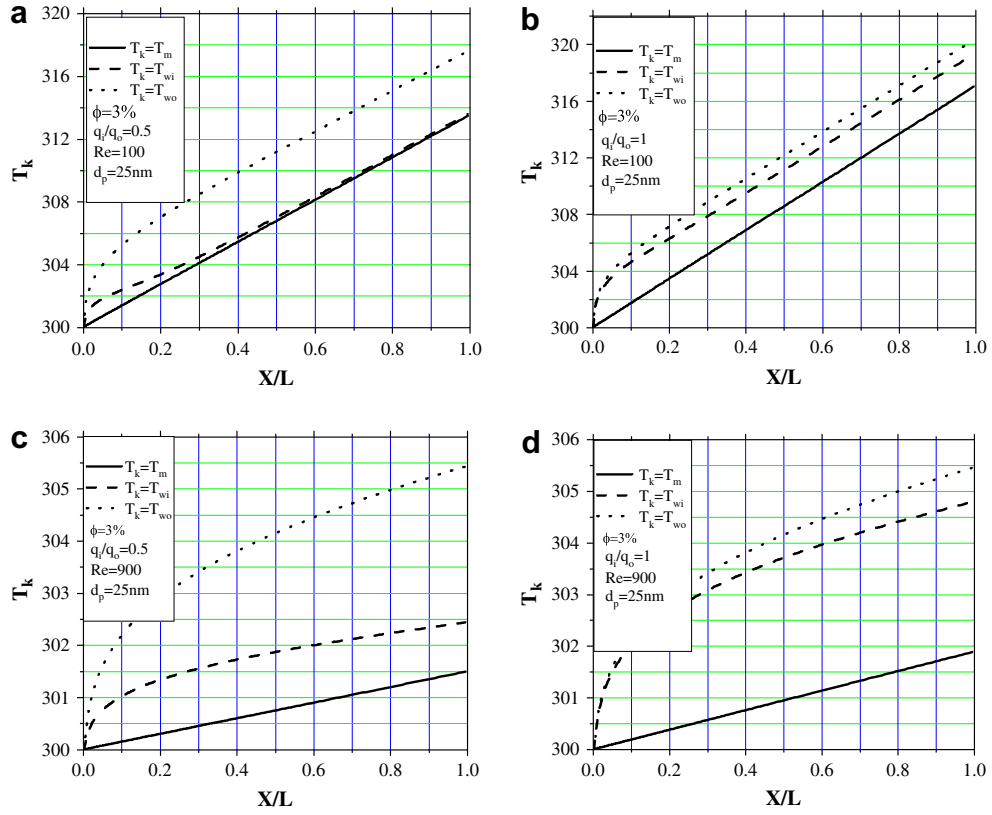 a
320
316
312
308
304
300
T_k
T_k=T_m
T_k=T_wi
T_k=T_wo
ϕ=3%
q_i/q_o=0.5
Re=100
d_p=25nm
0.0 0.2 0.4 0.6 0.8 1.0
X/L
b
320
316
312
308
304
300
T_k
T_k=T
T_k=T_wi
T_k=T_wo
ϕ=3%
q_i/q_o=1
Re=100
d_p=25nm
0.0 0.2 0.4 0.6 0.8 1.0
X/L
c
306
305
304
303
302
301
300
T_k
T_k=T_m
T_k=T_wi
T_k=T_wo
ϕ=3%
q_i/q_o=0.5
Re=900
d_p=25nm
0.0 0.2 0.4 0.6 0.8 1.0
X/L
d
306
305
304
303
302
301
300
T_k
T_k=T_m
T_k=T_wi
T_k=T_wo
ϕ=3%
q_i/q_o=1
Re=900
d_p=25nm
0.0 0.2 0.4 0.6 0.8 1.0
X/L